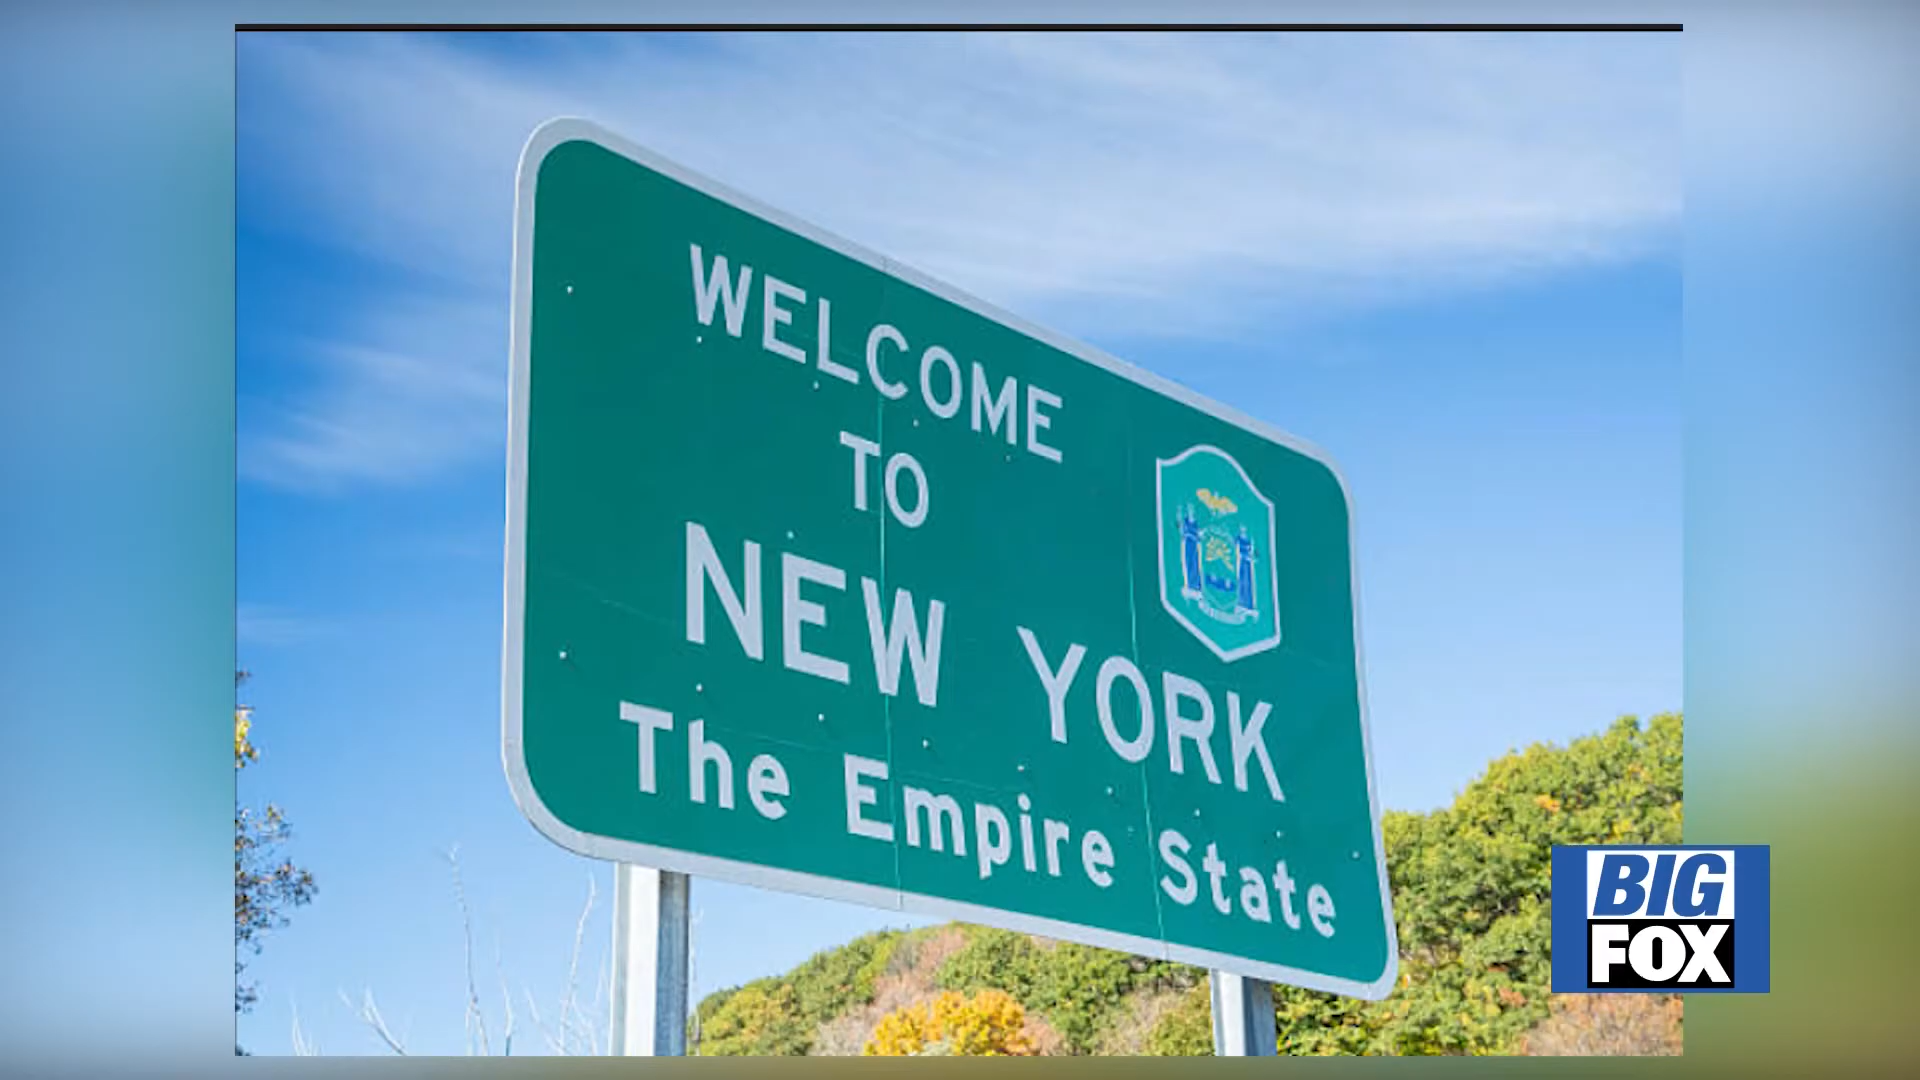 WELCOME
TO
NEW YORK
The Empire State
BIG
FOX